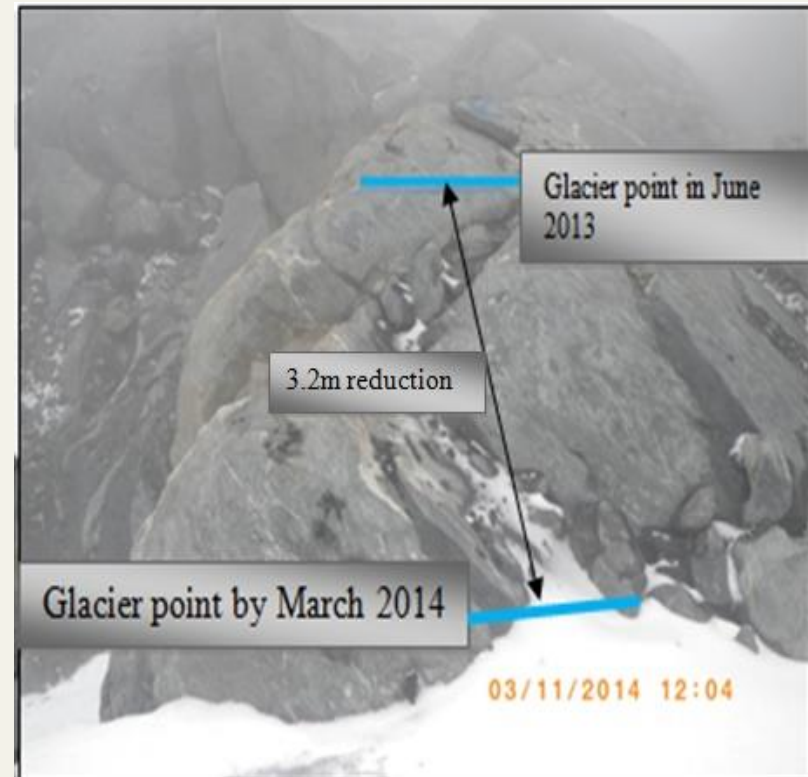 Glacier point in June
2013
3.2m reduction
Glacier point by March 2014
03/11/2014 12:04